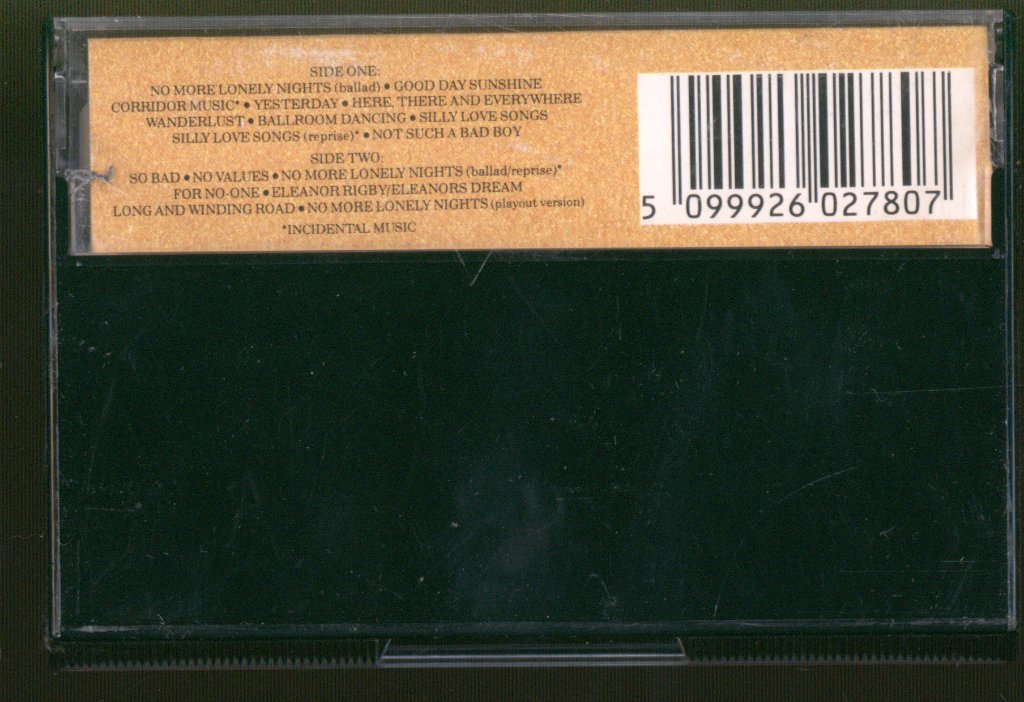 SIDE ONE:
NO MORE LONELY NIGHTS (ballad) • GOOD DAY SUNSHINE
CORRIDOR MUSIC* • YESTERDAY • HERE, THERE AND EVERYWHERE
WANDERLUST • BALLROOM DANCING • SILLY LOVE SONGS
SILLY LOVE SONGS (reprise)* • NOT SUCH A BAD BOY
SIDE TWO:
SO BAD • NO VALUES • NO MORE LONELY NIGHTS (ballad/reprise)*
FOR NO-ONE • ELEANOR RIGBY/ELEANORS DREAM
LONG AND WINDING ROAD • NO MORE LONELY NIGHTS (playout version)
*INCIDENTAL MUSIC
5 099926 027807